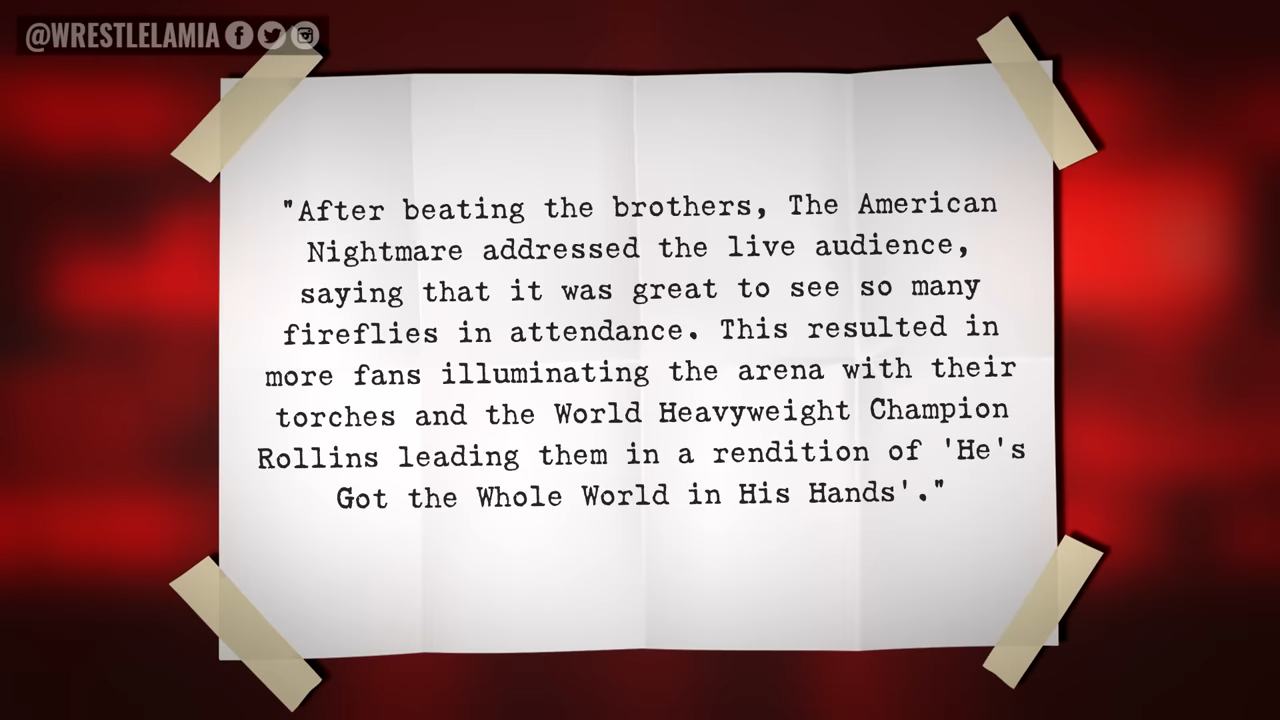 @WRESTLELAMIA
"After beating the brothers, The American
Nightmare addressed the live audience,
saying that it was great to see so many
fireflies in attendance. This resulted in
more fans illuminating the arena with their
torches and the World Heavyweight Champion
Rollins leading them in a rendition of 'He's
Got the Whole World in His Hands'."